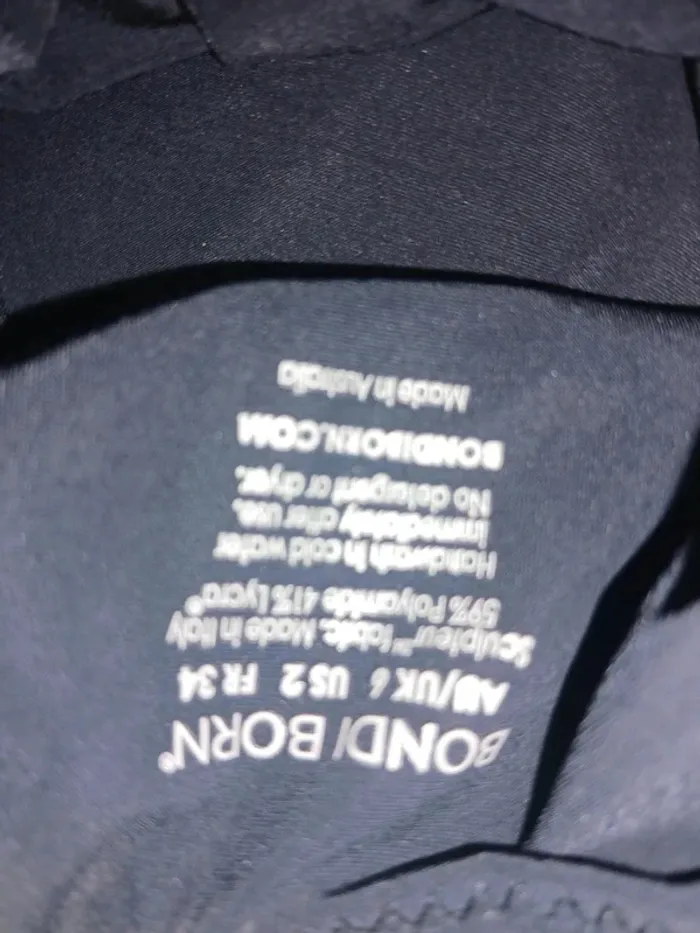 BONDI BORN®
AU/UK 6 US 2 FR 34
Sculpteur™ fabric. Made in Italy
59% Polyamide 41% Lycra®
Handwash in cold water
immediately after use.
No detergent or dryer.
BONDIBORN.COM
Made in Australia